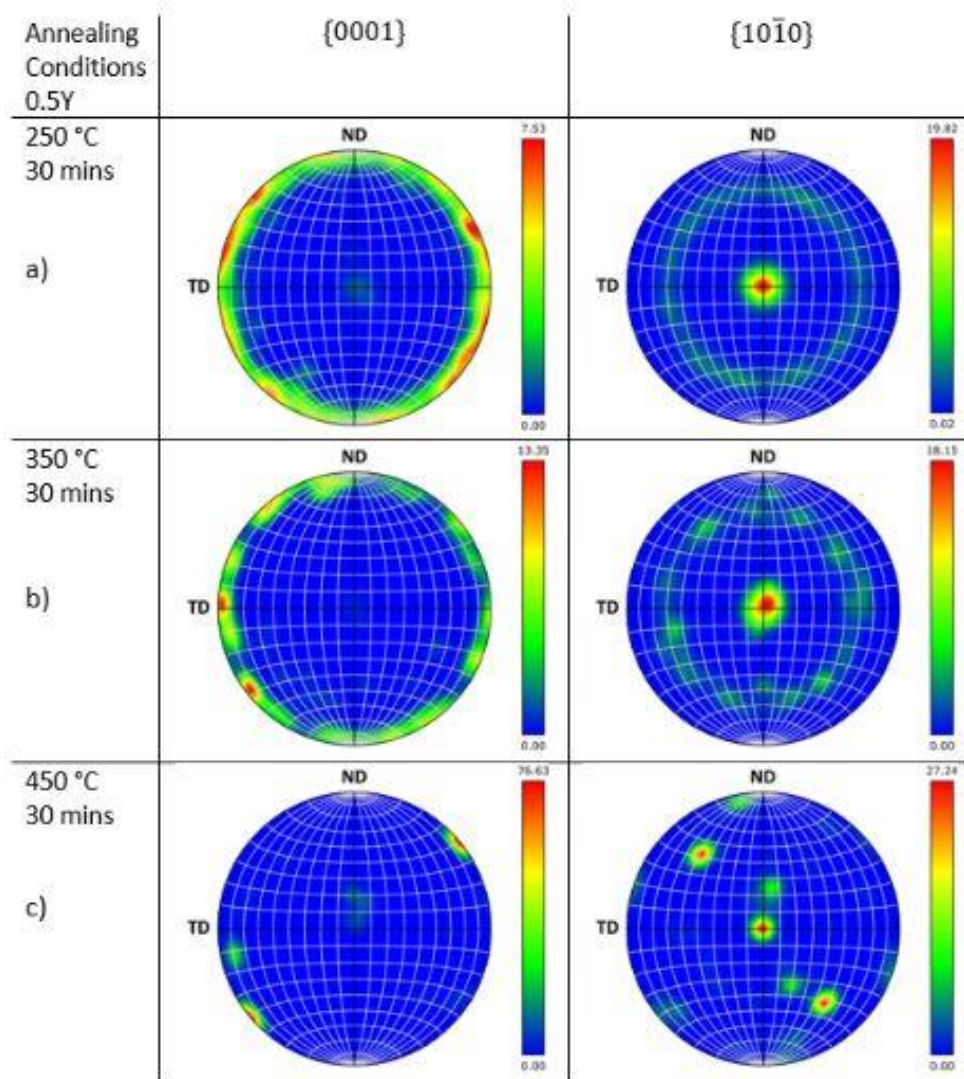 Annealing
Conditions
0.5Y
{0001}
{101̅0}
250 °C
30 mins
a)
ND
TD
7.53
0.00
ND
TD
19.82
0.02
350 °C
30 mins
b)
ND
TD
13.35
0.00
ND
TD
18.15
0.00
450 °C
30 mins
c)
ND
TD
76.63
0.00
ND
TD
27.24
0.00